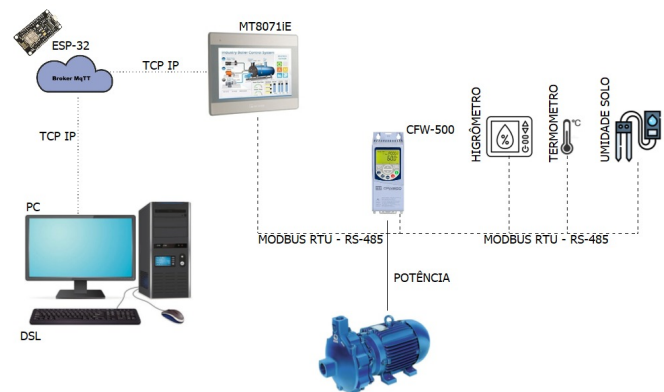 MT8071iE
ESP-32
Broker MqTT
TCP IP
TCP IP
CFW-500
HIGRÔMETRO
TERMOMETRO
°C
UMIDADE SOLO
PC
MODBUS RTU - RS-485
MODBUS RTU - RS-485
POTÊNCIA
DSL